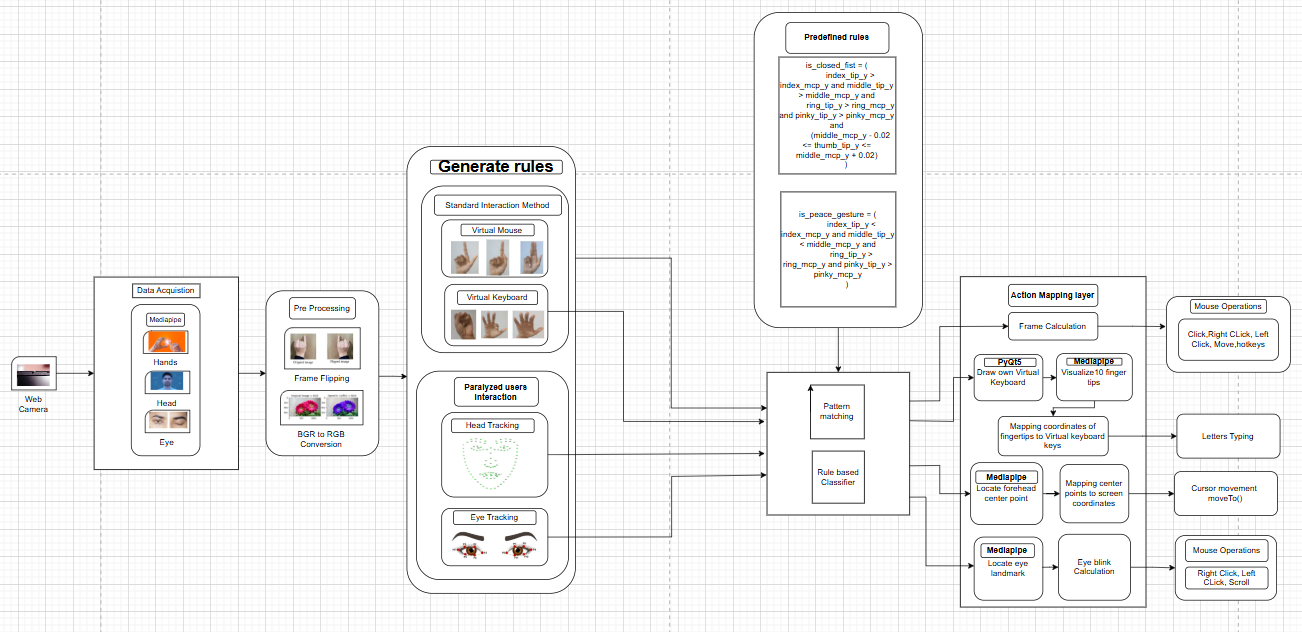 Web
Camera
Data Acquistion
Mediapipe
Hands
Head
Eye
Pre Processing
Frame Flipping
BGR to RGB
Conversion
Generate rules
Standard Interaction Method
Virtual Mouse
Virtual Keyboard
Paralyzed users
Interaction
Head Tracking
Eye Tracking
Predefined rules
is_closed_fist = (
index_tip_y >
index_mcp_y and middle_tip_y
> middle_mcp_y and
ring_tip_y > ring_mcp_y
and pinky_tip_y > pinky_mcp_y
and
(middle_mcp_y - 0.02
<= thumb_tip_y <=
middle_mcp_y + 0.02)
)
is_peace_gesture = (
index_tip_y <
index_mcp_y and middle_tip_y
< middle_mcp_y and
ring_tip_y >
ring_mcp_y and pinky_tip_y >
pinky_mcp_y
)
Pattern
matching
Rule based
Classifier
Action Mapping layer
Frame Calculation
PyQt5
Draw own Virtual
Keyboard
Mediapipe
Visualize10 finger
tips
Mapping coordinates of
fingertips to Virtual keyboard
keys
Mediapipe
Locate forehead
center point
Mapping center
points to screen
coordinates
Mediapipe
Locate eye
landmark
Eye blink
Calculation
Mouse Operations
Click,Right CLick, Left
Click, Move,hotkeys
Letters Typing
Cursor movement
moveTo()
Mouse Operations
Right Click, Left
CLick, Scroll